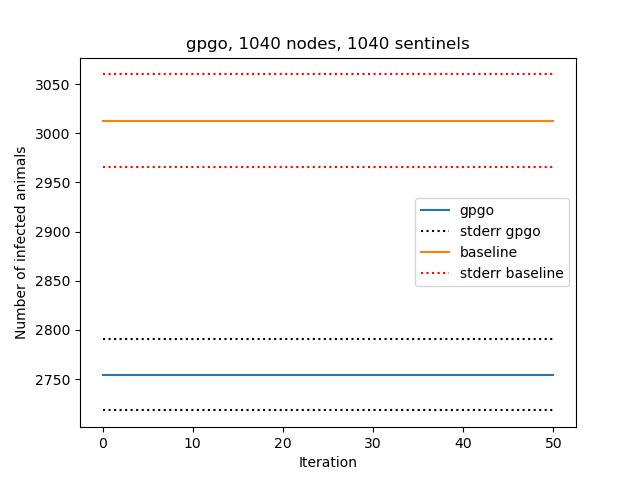 gpgo, 1040 nodes, 1040 sentinels
3050
3000
2950
2900
2850
2800
2750
Number of infected animals
gpgo
stderr gpgo
baseline
stderr baseline
0 10 20 30 40 50
Iteration